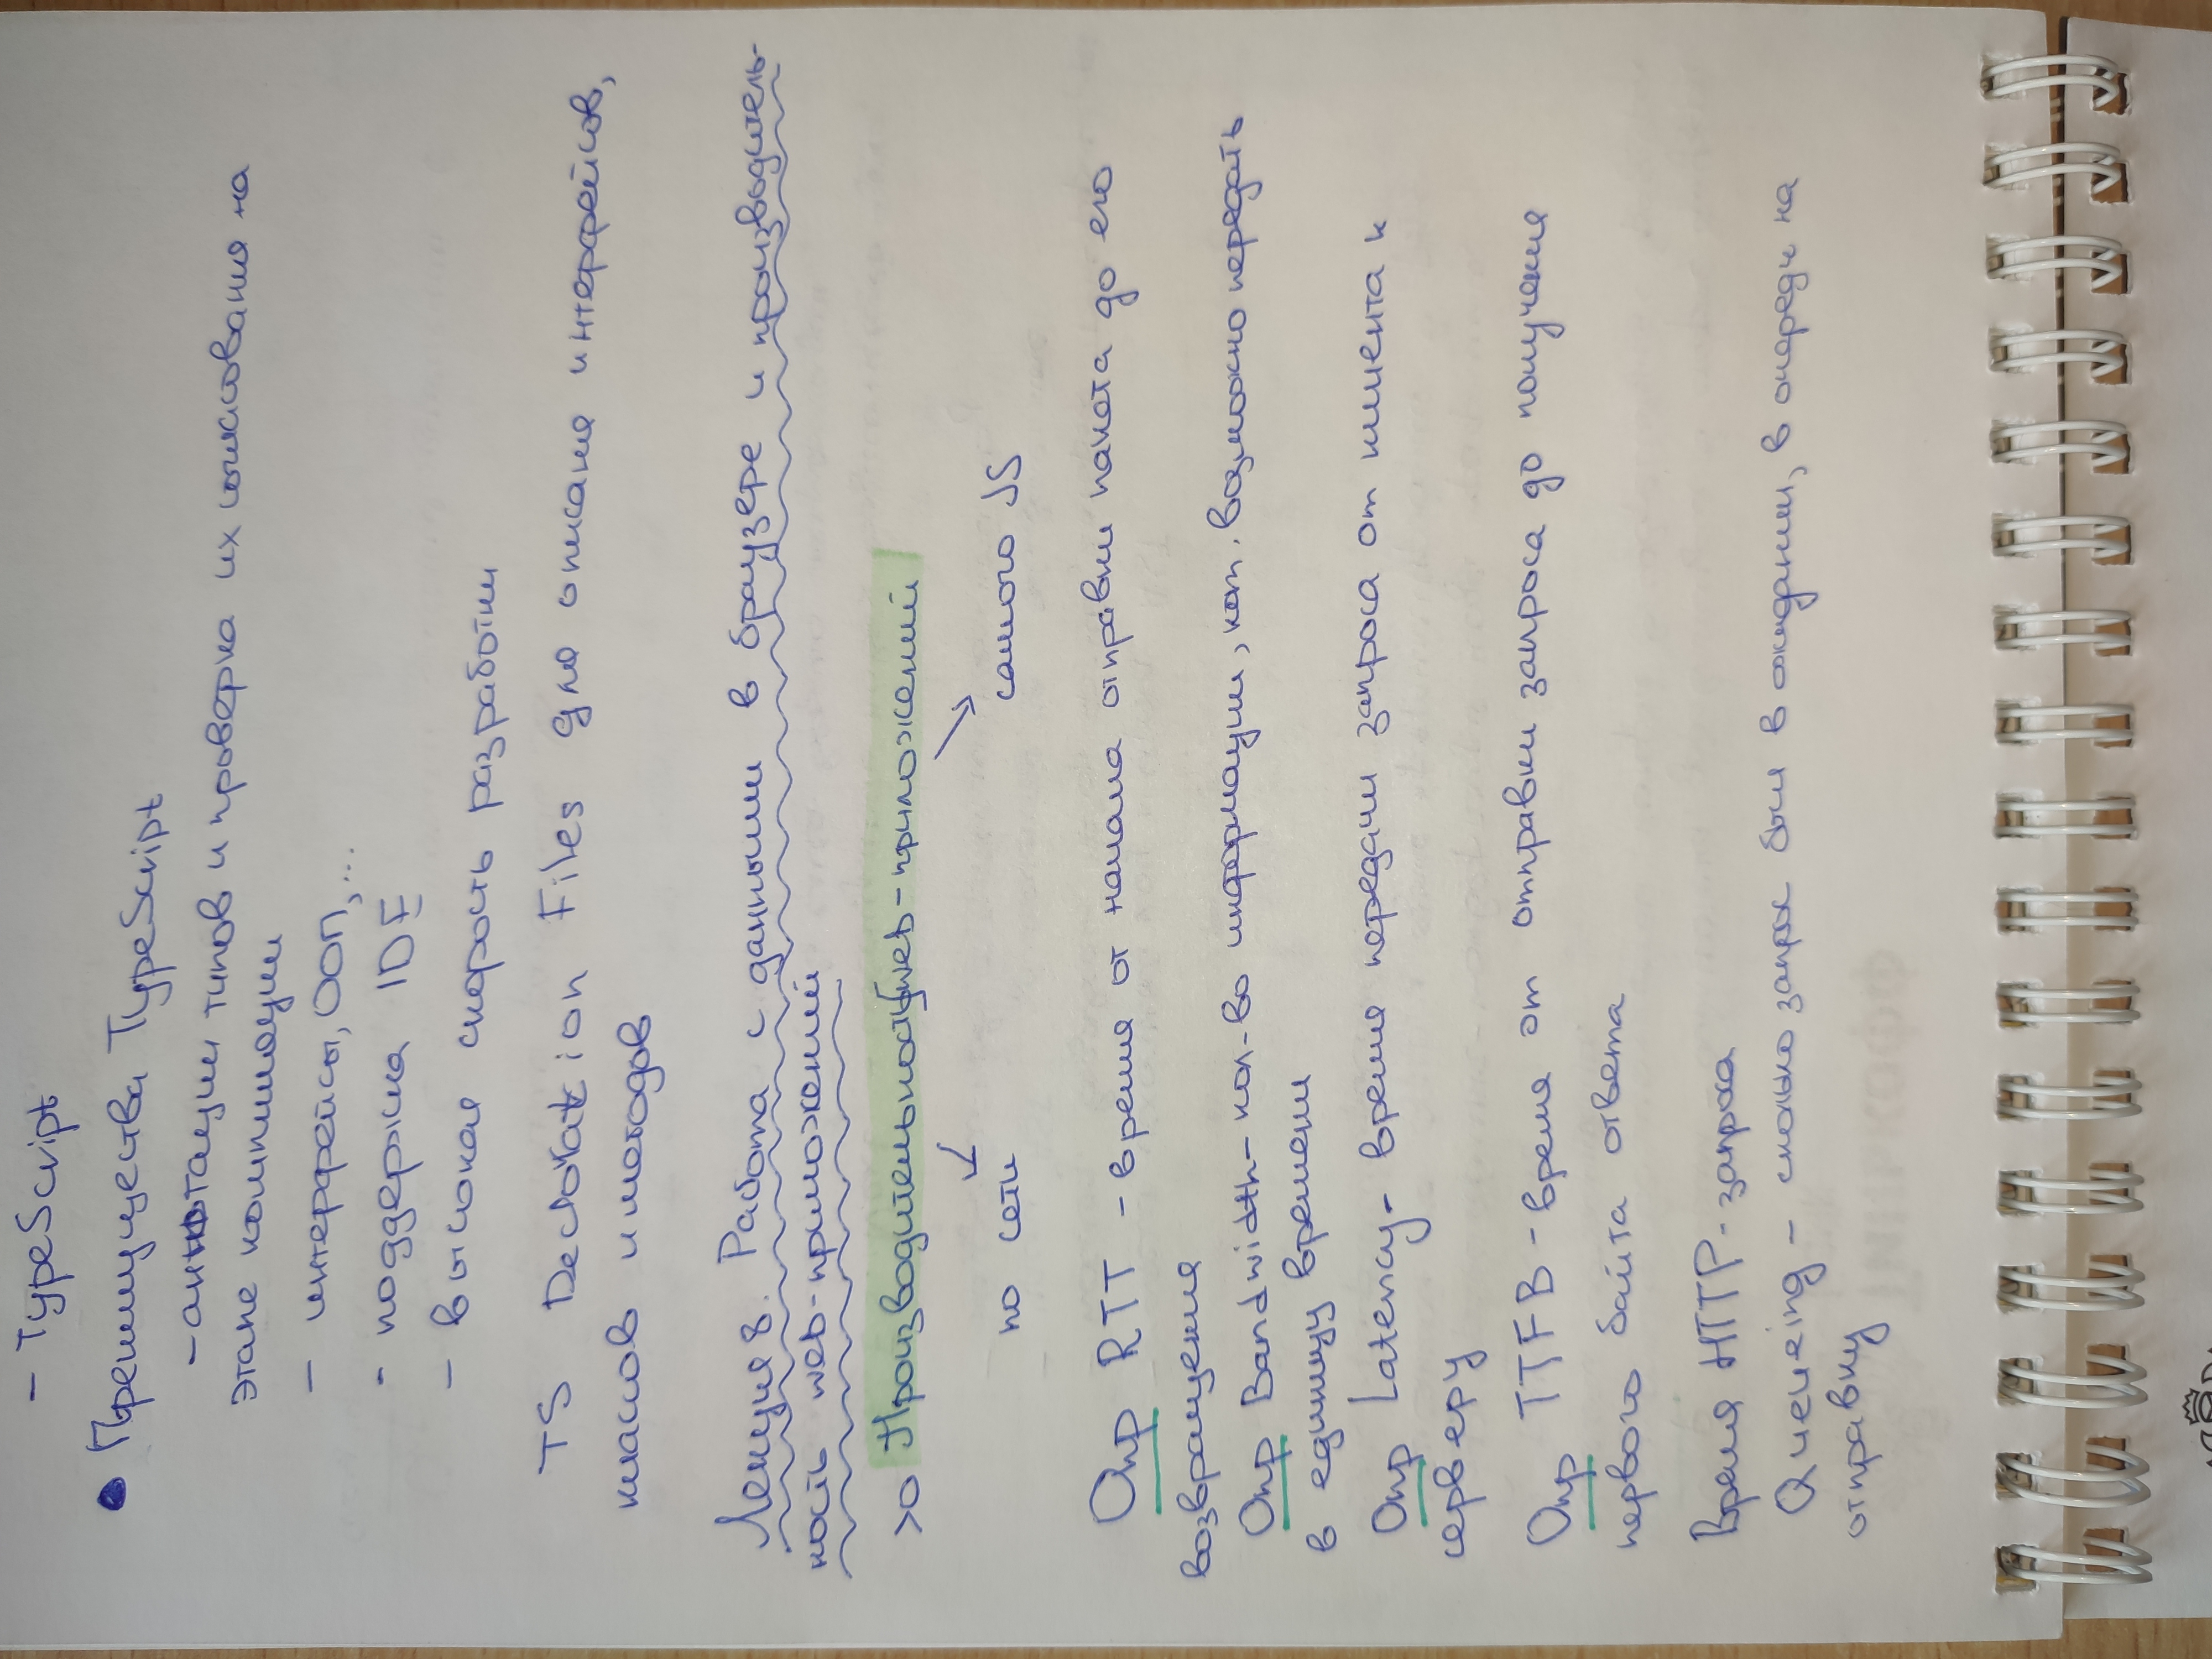 - TypeScript
● Преимущества TypeScript
- аннотации типов и проверка их согласования на
этапе компиляции
- интерфейсы, ООП, ...
- поддержка IDE
- высокая скорость разработки
TS Declaration Files для описания интерфейсов,
классов и методов
Лекция 8. Работа с данными в браузере и производитель-
ность web-приложений
>o Производительность web-приложений
↙ ↘
по сети самого JS
Опр RTT - время от начала отправки пакета до его
возвращения
Опр Bandwidth - кол-во информации, кот. возможно передать
в единицу времени
Опр Latency - время передачи запроса от клиента к
серверу
Опр TTFB - время от отправки запроса до получения
первого байта ответа
Время HTTP-запроса
Queueing - сколько запрос был в ожидании, в очереди на
отправку